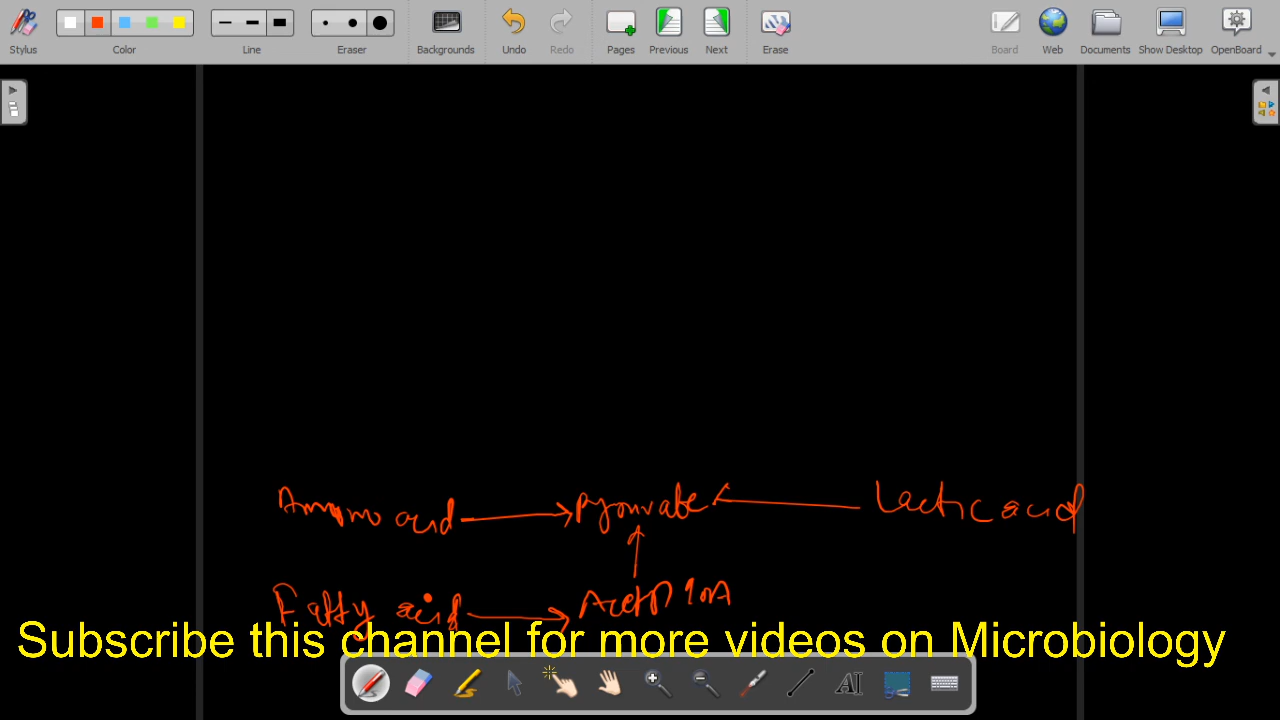 Stylus Color Line Eraser Backgrounds Undo Redo Pages Previous Next Erase Board Web Documents Show Desktop OpenBoard
Amino acid pyruvate Lactic acid
Fatty acid Acetyl CoA
Subscribe this channel for more videos on Microbiology
AI